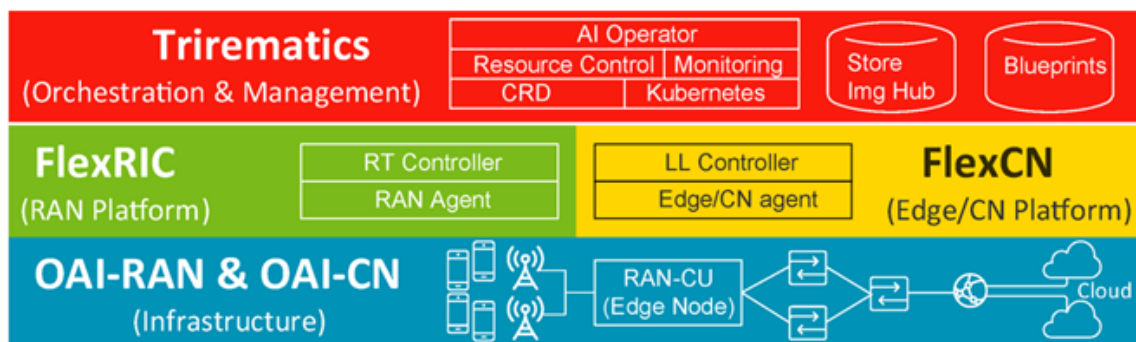 Trirematics
(Orchestration & Management)
AI Operator
Resource Control
Monitoring
CRD
Kubernetes
Store
Img Hub
Blueprints
FlexRIC
(RAN Platform)
RT Controller
RAN Agent
LL Controller
Edge/CN agent
FlexCN
(Edge/CN Platform)
OAI-RAN & OAI-CN
(Infrastructure)
RAN-CU
(Edge Node)
Cloud